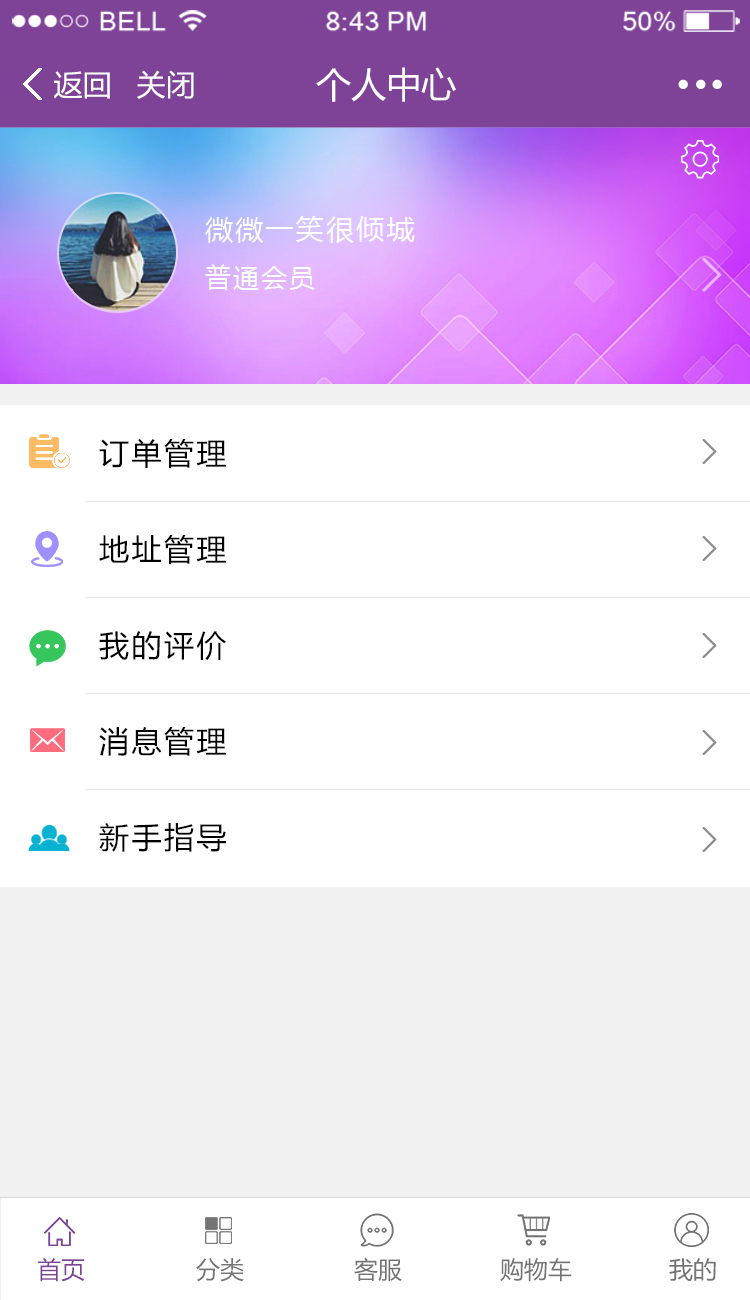 BELL 8:43 PM 50%
返回 关闭 个人中心
微微一笑很倾城
普通会员
订单管理
地址管理
我的评价
消息管理
新手指导
首页 分类 客服 购物车 我的